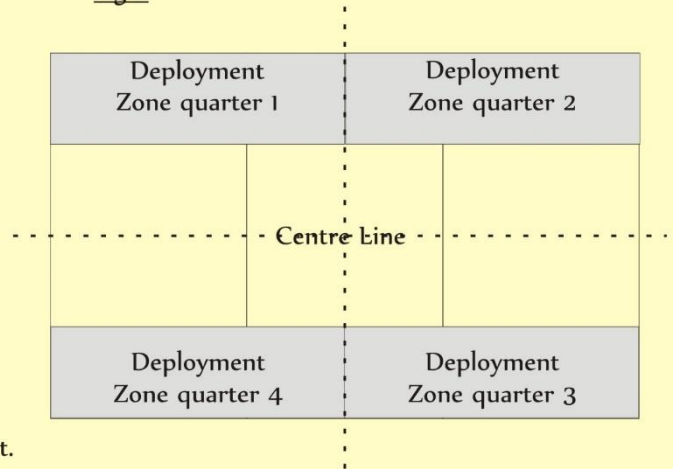 Deployment
Zone quarter 1
Deployment
Zone quarter 2
Centre Line
Deployment
Zone quarter 4
Deployment
Zone quarter 3
t.